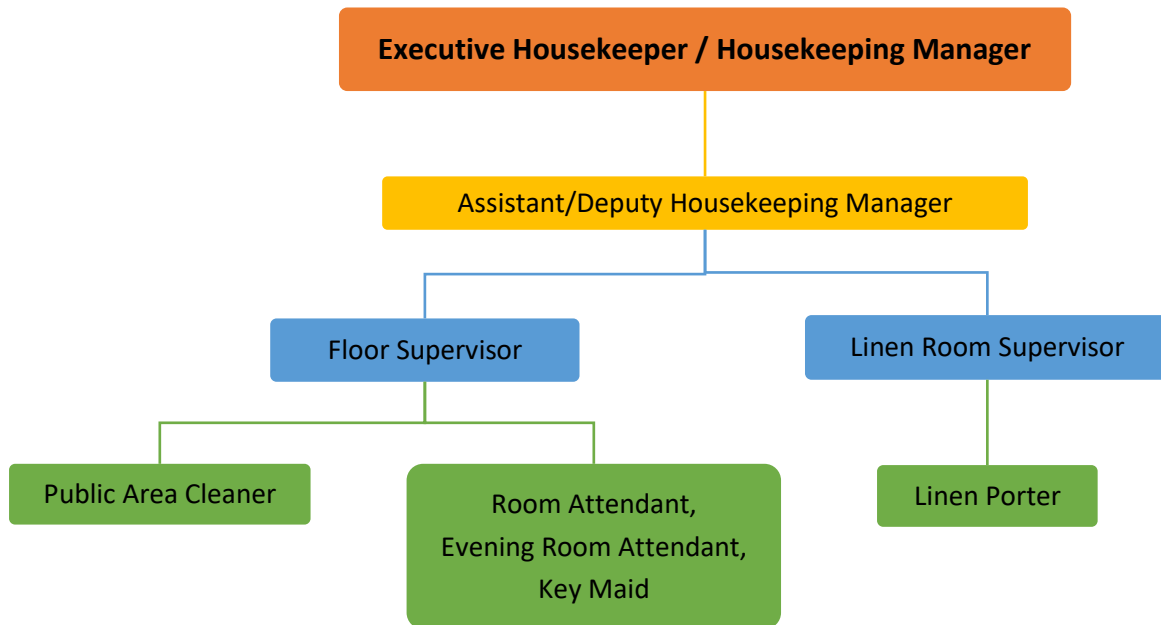 Executive Housekeeper / Housekeeping Manager
Assistant/Deputy Housekeeping Manager
Floor Supervisor
Linen Room Supervisor
Public Area Cleaner
Room Attendant,
Evening Room Attendant,
Key Maid
Linen Porter